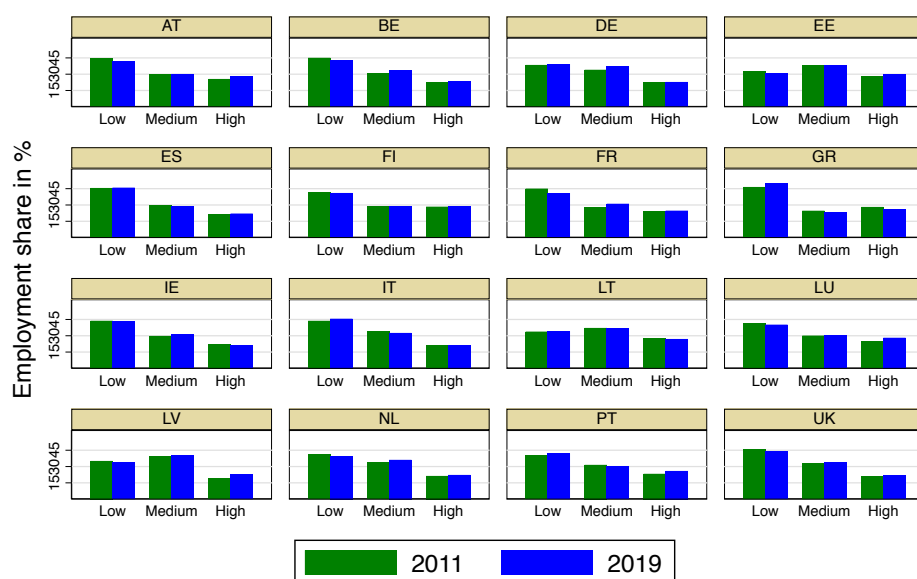 AT BE DE EE
153045
Low Medium High Low Medium High Low Medium High Low Medium High
ES FI FR GR
153045
Low Medium High Low Medium High Low Medium High Low Medium High
IE IT LT LU
153045
Low Medium High Low Medium High Low Medium High Low Medium High
LV NL PT UK
153045
Low Medium High Low Medium High Low Medium High Low Medium High
Employment share in %
2011 2019